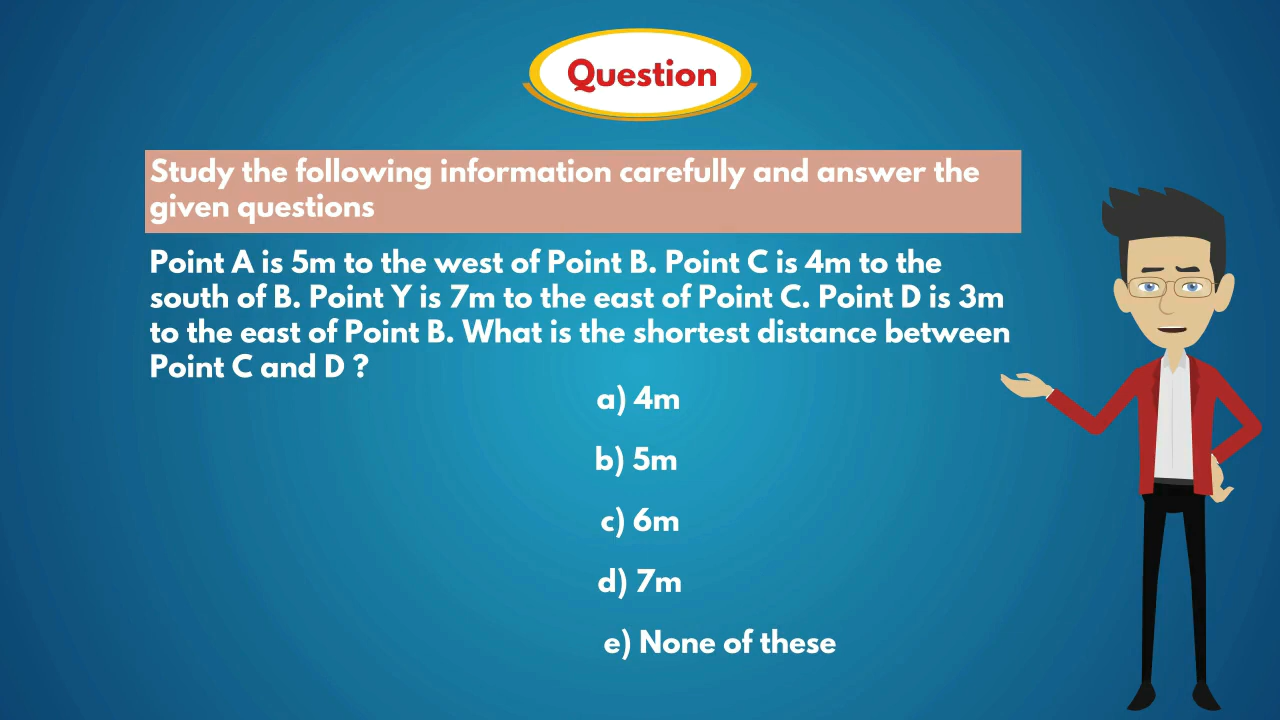 Question
Study the following information carefully and answer the
given questions
Point A is 5m to the west of Point B. Point C is 4m to the
south of B. Point Y is 7m to the east of Point C. Point D is 3m
to the east of Point B. What is the shortest distance between
Point C and D ?
a) 4m
b) 5m
c) 6m
d) 7m
e) None of these